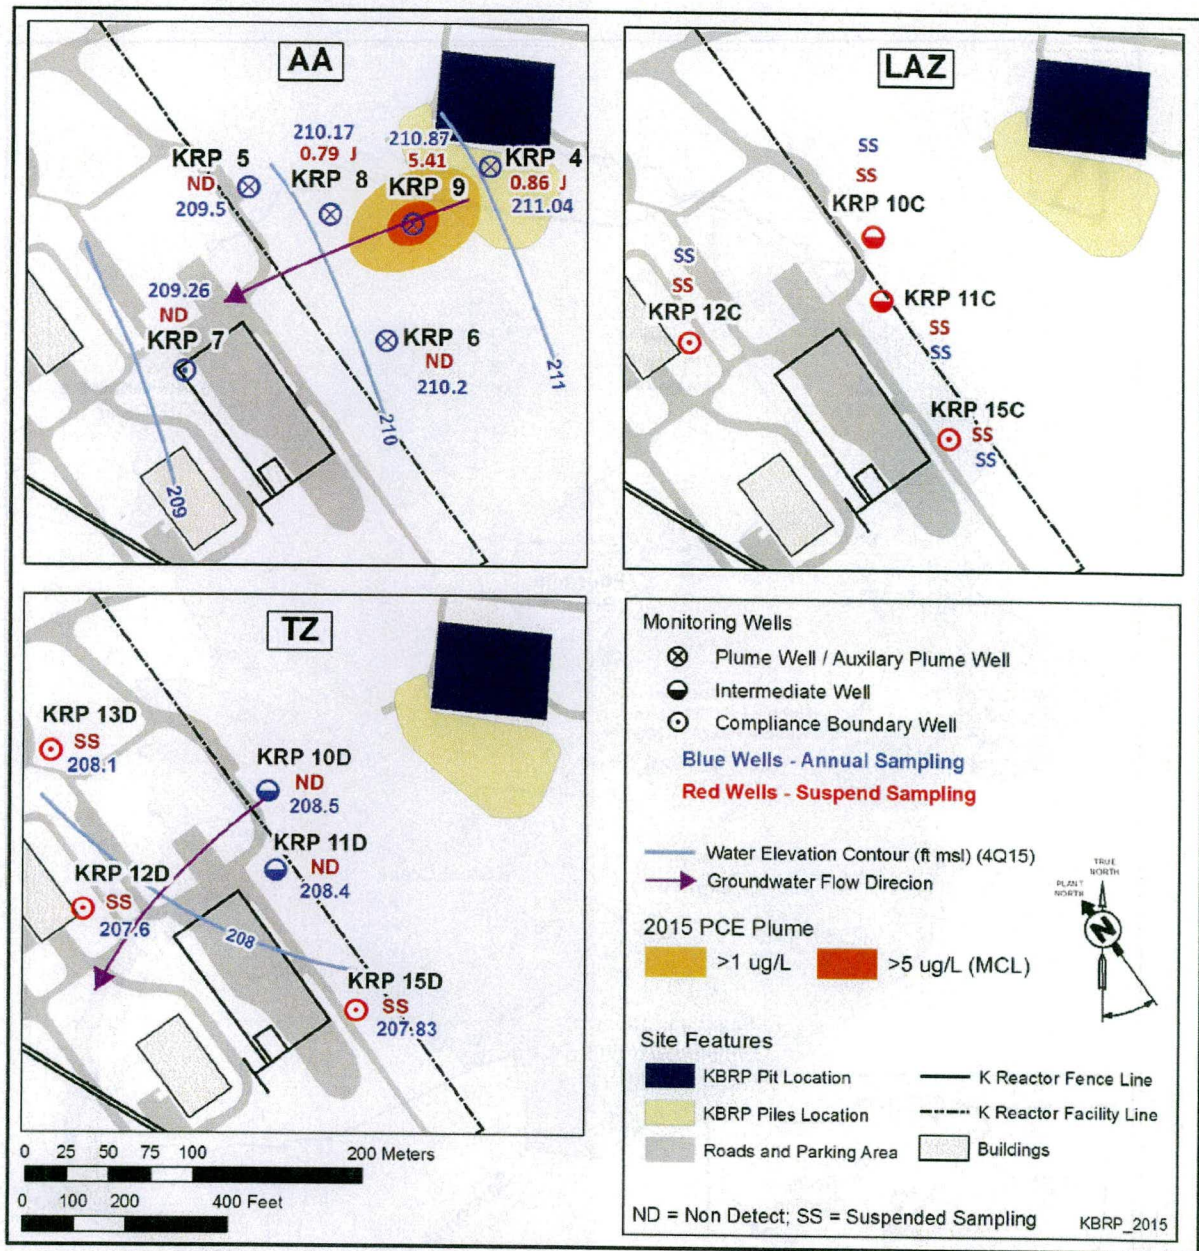 AA
210.17
0.79 J
KRP 8
210.87
5.41
KRP 9
KRP 4
0.86 J
211.04
KRP 5
ND
209.5
209.26
ND
KRP 7
KRP 6
ND
210.2
211
210
209
LAZ
SS
SS
KRP 10C
SS
SS
KRP 12C
KRP 11C
SS
SS
KRP 15C
SS
SS
TZ
KRP 13D
SS
208.1
KRP 10D
ND
208.5
KRP 11D
ND
208.4
KRP 12D
SS
207.6
208
KRP 15D
SS
207.83
0 25 50 75 100 200 Meters
0 100 200 400 Feet
Monitoring Wells
Plume Well / Auxilary Plume Well
Intermediate Well
Compliance Boundary Well
Blue Wells - Annual Sampling
Red Wells - Suspend Sampling
Water Elevation Contour (ft msl) (4Q15)
Groundwater Flow Direcion
TRUE
NORTH
PLANT
NORTH
N
2015 PCE Plume
>1 ug/L >5 ug/L (MCL)
Site Features
KBRP Pit Location K Reactor Fence Line
KBRP Piles Location K Reactor Facility Line
Roads and Parking Area Buildings
ND = Non Detect; SS = Suspended Sampling KBRP_2015